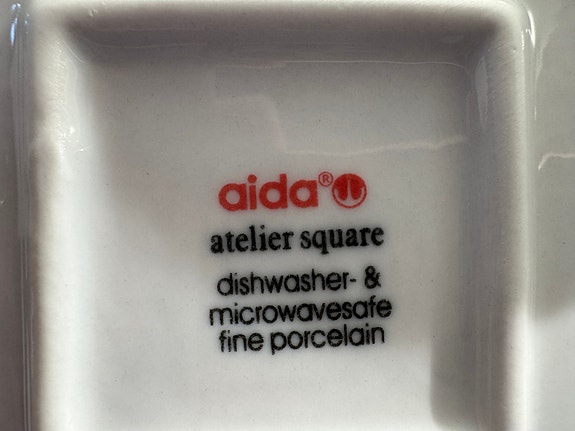 aida®
atelier square
dishwasher- &
microwavesafe
fine porcelain